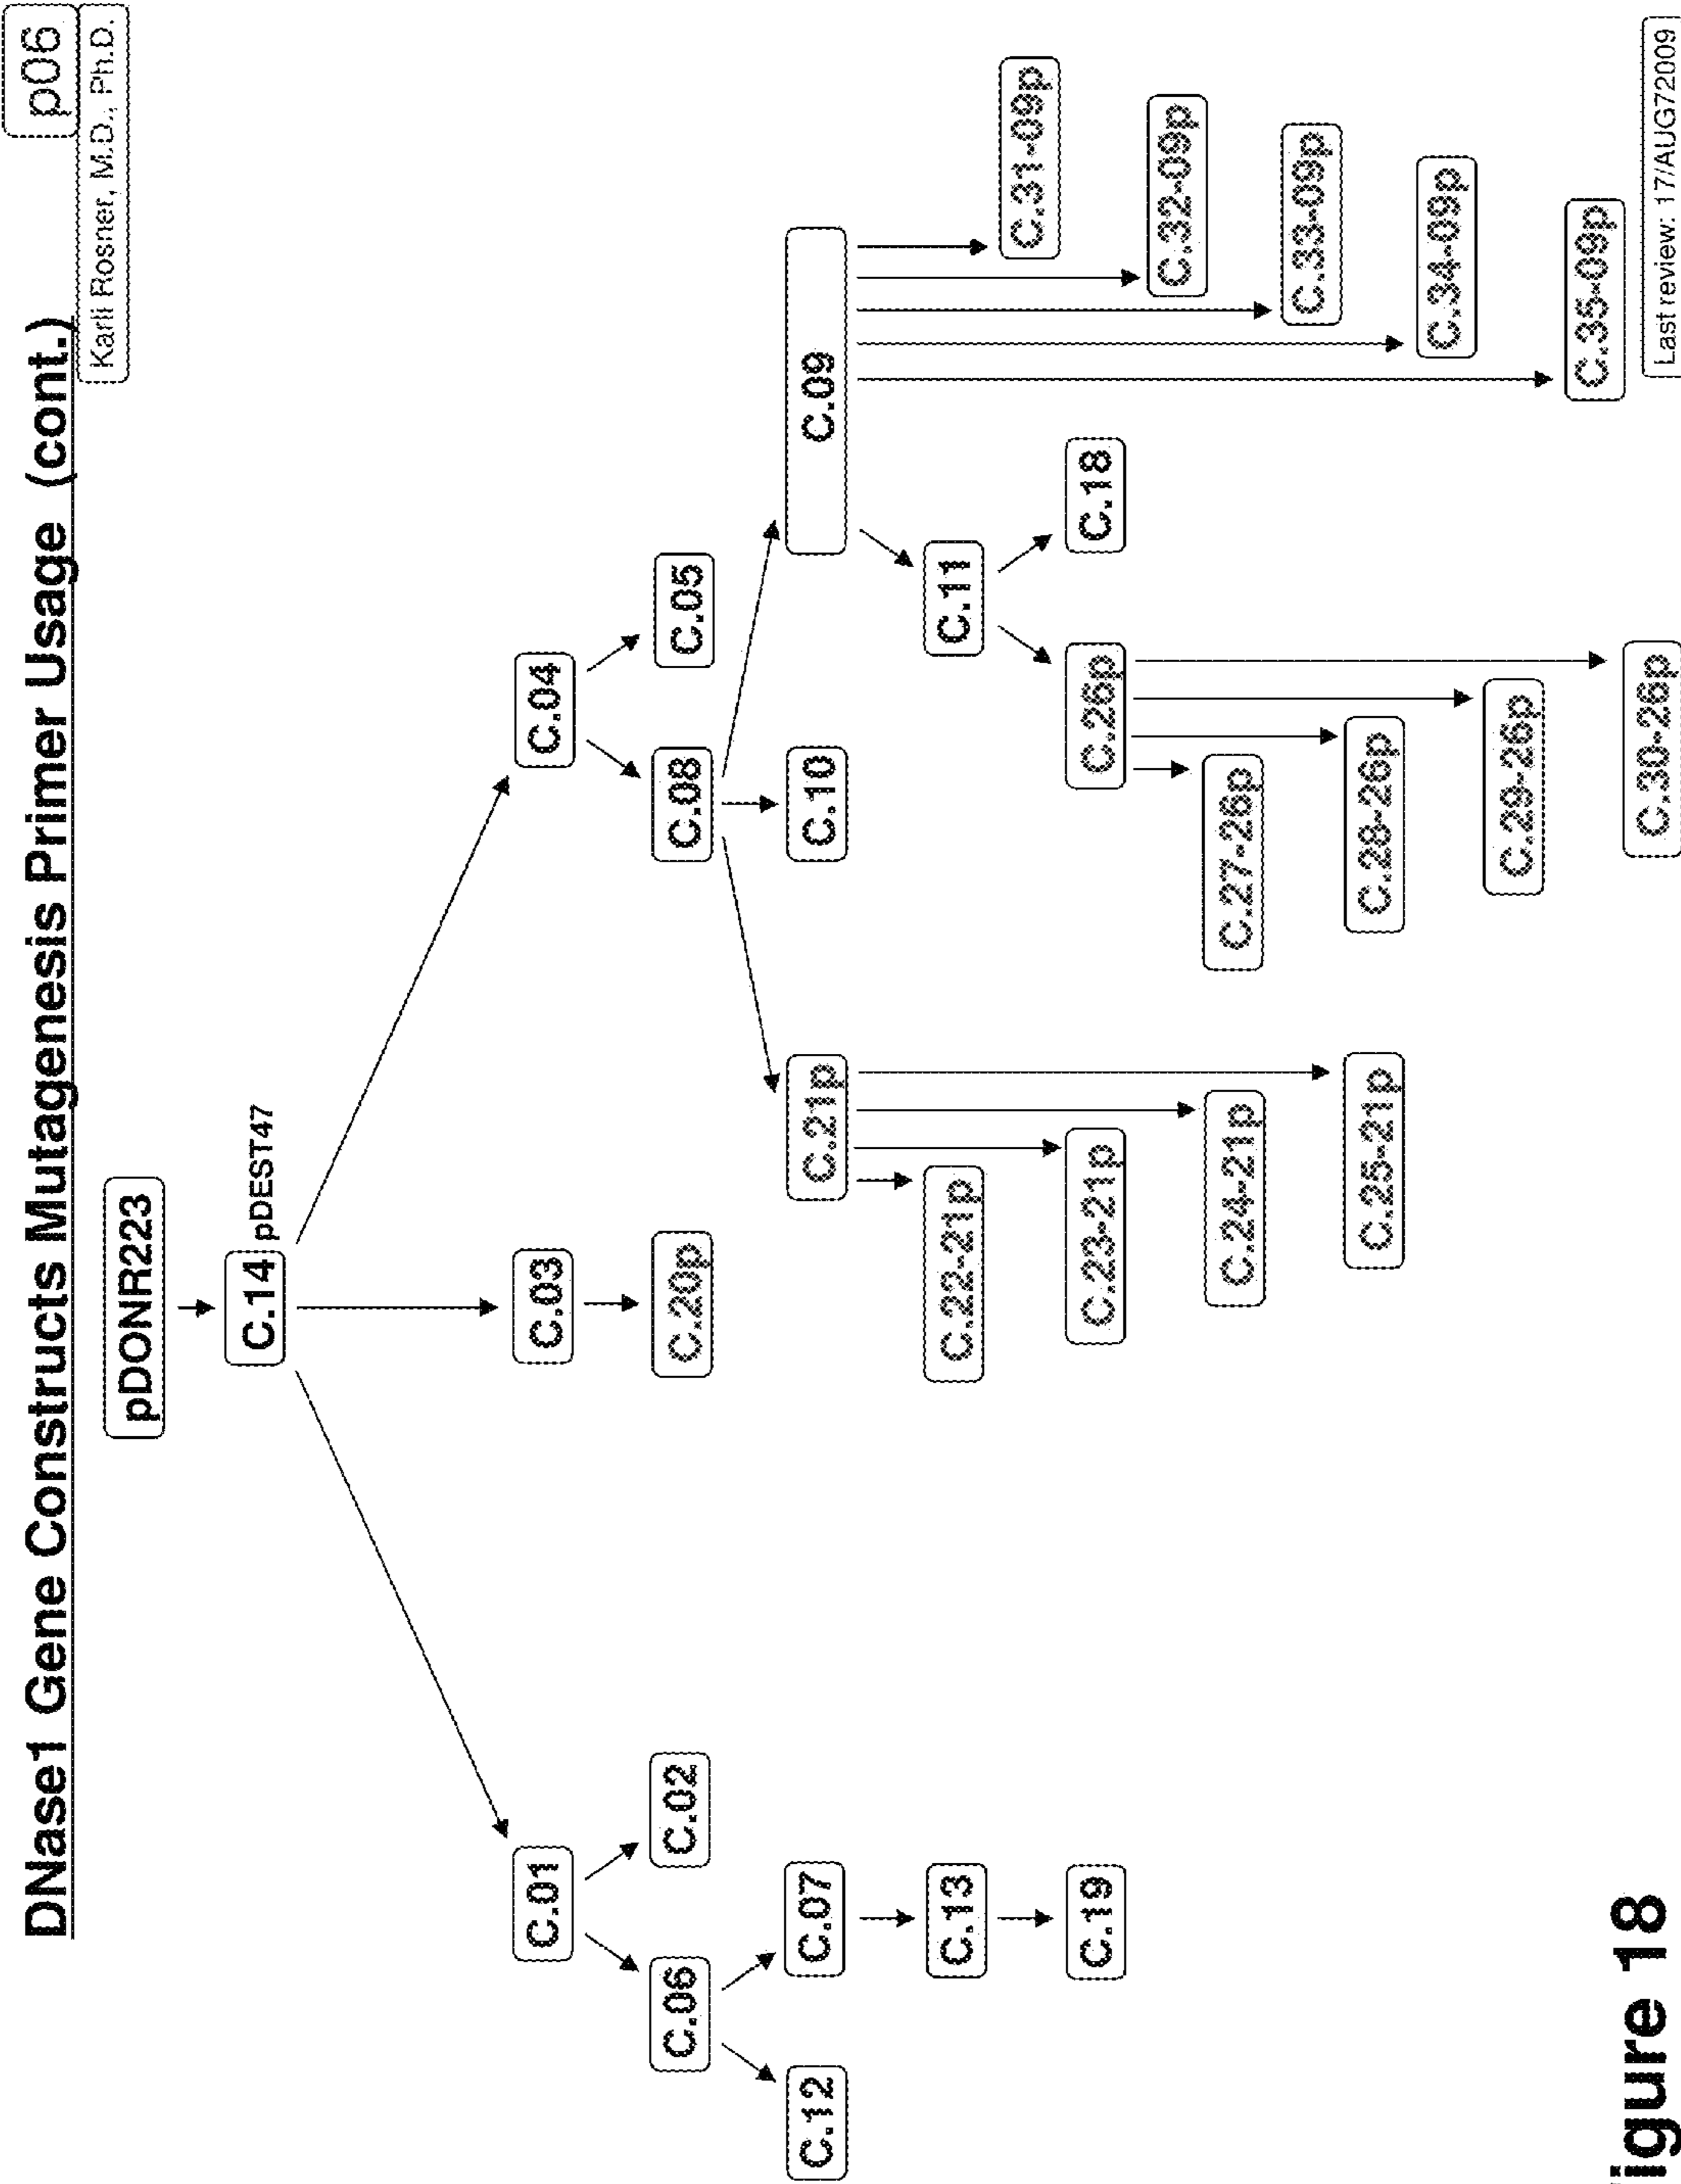 DNase1 Gene Constructs Mutagenesis Primer Usage (cont.)
p06
Karli Rosner, M.D., Ph.D.
pDONR223
C.14
pDEST47
C.01
C.03
C.04
C.06
C.02
C.20p
C.08
C.05
C.12
C.07
C.21p
C.10
C.09
C.13
C.22-21p
C.11
C.31-09p
C.19
C.23-21p
C.26p
C.18
C.32-09p
C.24-21p
C.27-26p
C.33-09p
C.25-21p
C.28-26p
C.34-09p
C.29-26p
C.35-09p
C.30-26p
Last review: 17/AUG72009
igure 18